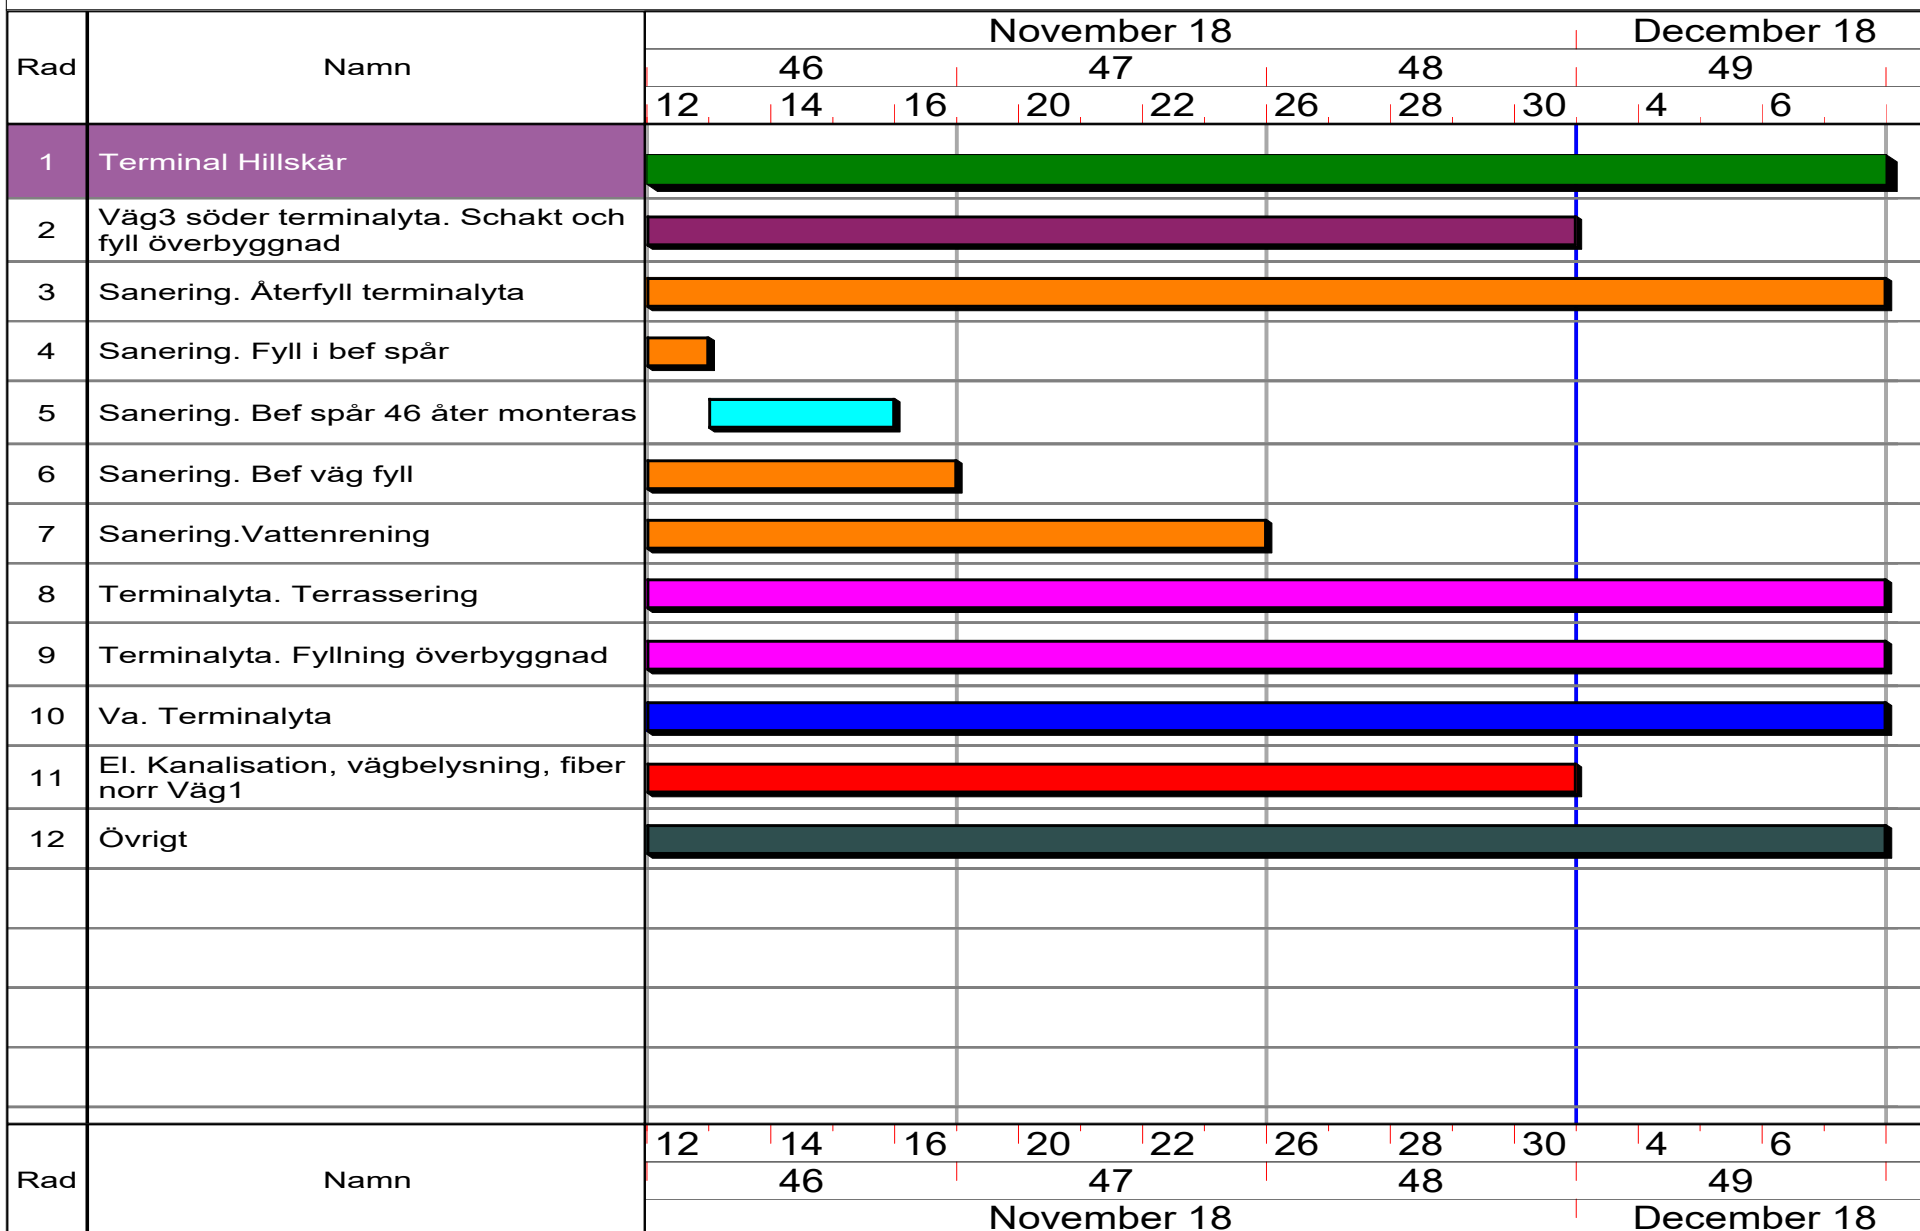 November 18 December 18
Rad Namn 46 47 48 49
12 14 16 20 22 26 28 30 4 6
1 Terminal Hillskär
2 Väg3 söder terminalyta. Schakt och
fyll överbyggnad
3 Sanering. Återfyll terminalyta
4 Sanering. Fyll i bef spår
5 Sanering. Bef spår 46 åter monteras
6 Sanering. Bef väg fyll
7 Sanering.Vattenrening
8 Terminalyta. Terrassering
9 Terminalyta. Fyllning överbyggnad
10 Va. Terminalyta
11 El. Kanalisation, vägbelysning, fiber
norr Väg1
12 Övrigt
12 14 16 20 22 26 28 30 4 6
Rad Namn 46 47 48 49
November 18 December 18